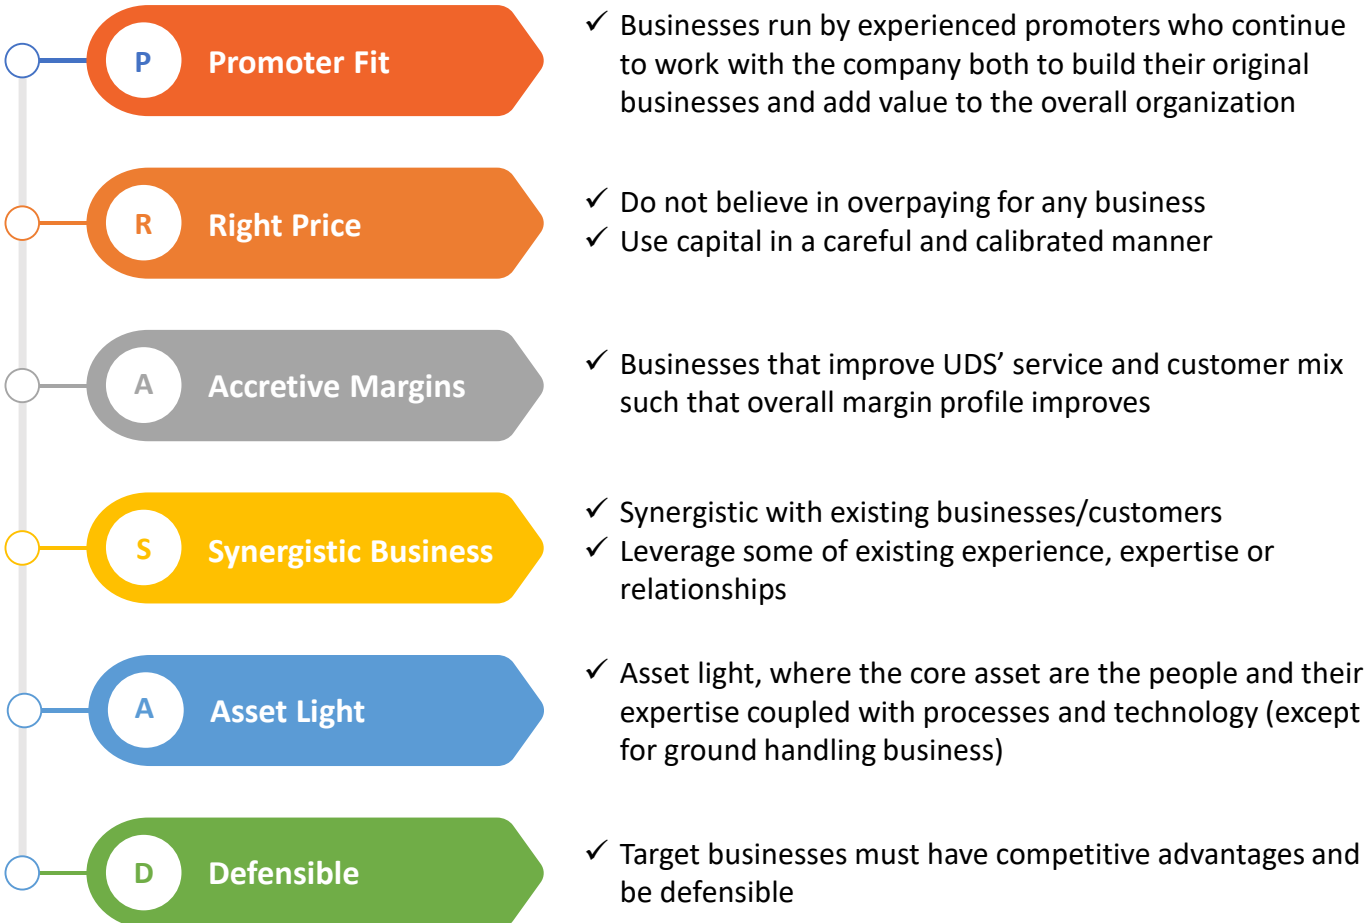 P Promoter Fit
✓ Businesses run by experienced promoters who continue
to work with the company both to build their original
businesses and add value to the overall organization
R Right Price
✓ Do not believe in overpaying for any business
✓ Use capital in a careful and calibrated manner
A Accretive Margins
✓ Businesses that improve UDS’ service and customer mix
such that overall margin profile improves
S Synergistic Business
✓ Synergistic with existing businesses/customers
✓ Leverage some of existing experience, expertise or
relationships
A Asset Light
✓ Asset light, where the core asset are the people and their
expertise coupled with processes and technology (except
for ground handling business)
D Defensible
✓ Target businesses must have competitive advantages and
be defensible